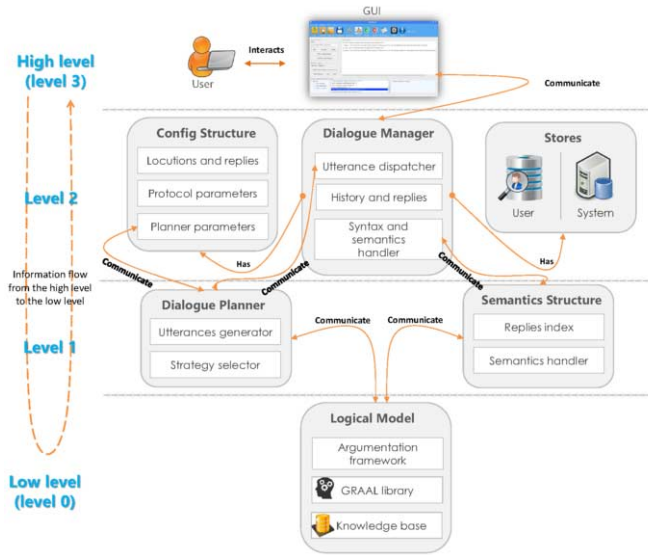 GUI
High level
(level 3)
Interacts
User
Communicate
Config Structure
Locutions and replies
Protocol parameters
Planner parameters
Dialogue Manager
Utterance dispatcher
History and replies
Syntax and
semantics
handler
Stores
User
System
Level 2
Has
Has
Communicate
Communicate
Communicate
Information flow
from the high level
to the low level
Dialogue Planner
Utterances generator
Strategy selector
Semantics Structure
Replies index
Semantics handler
Level 1
Communicate
Communicate
Logical Model
Argumentation
framework
GRAAL library
Knowledge base
Low level
(level 0)